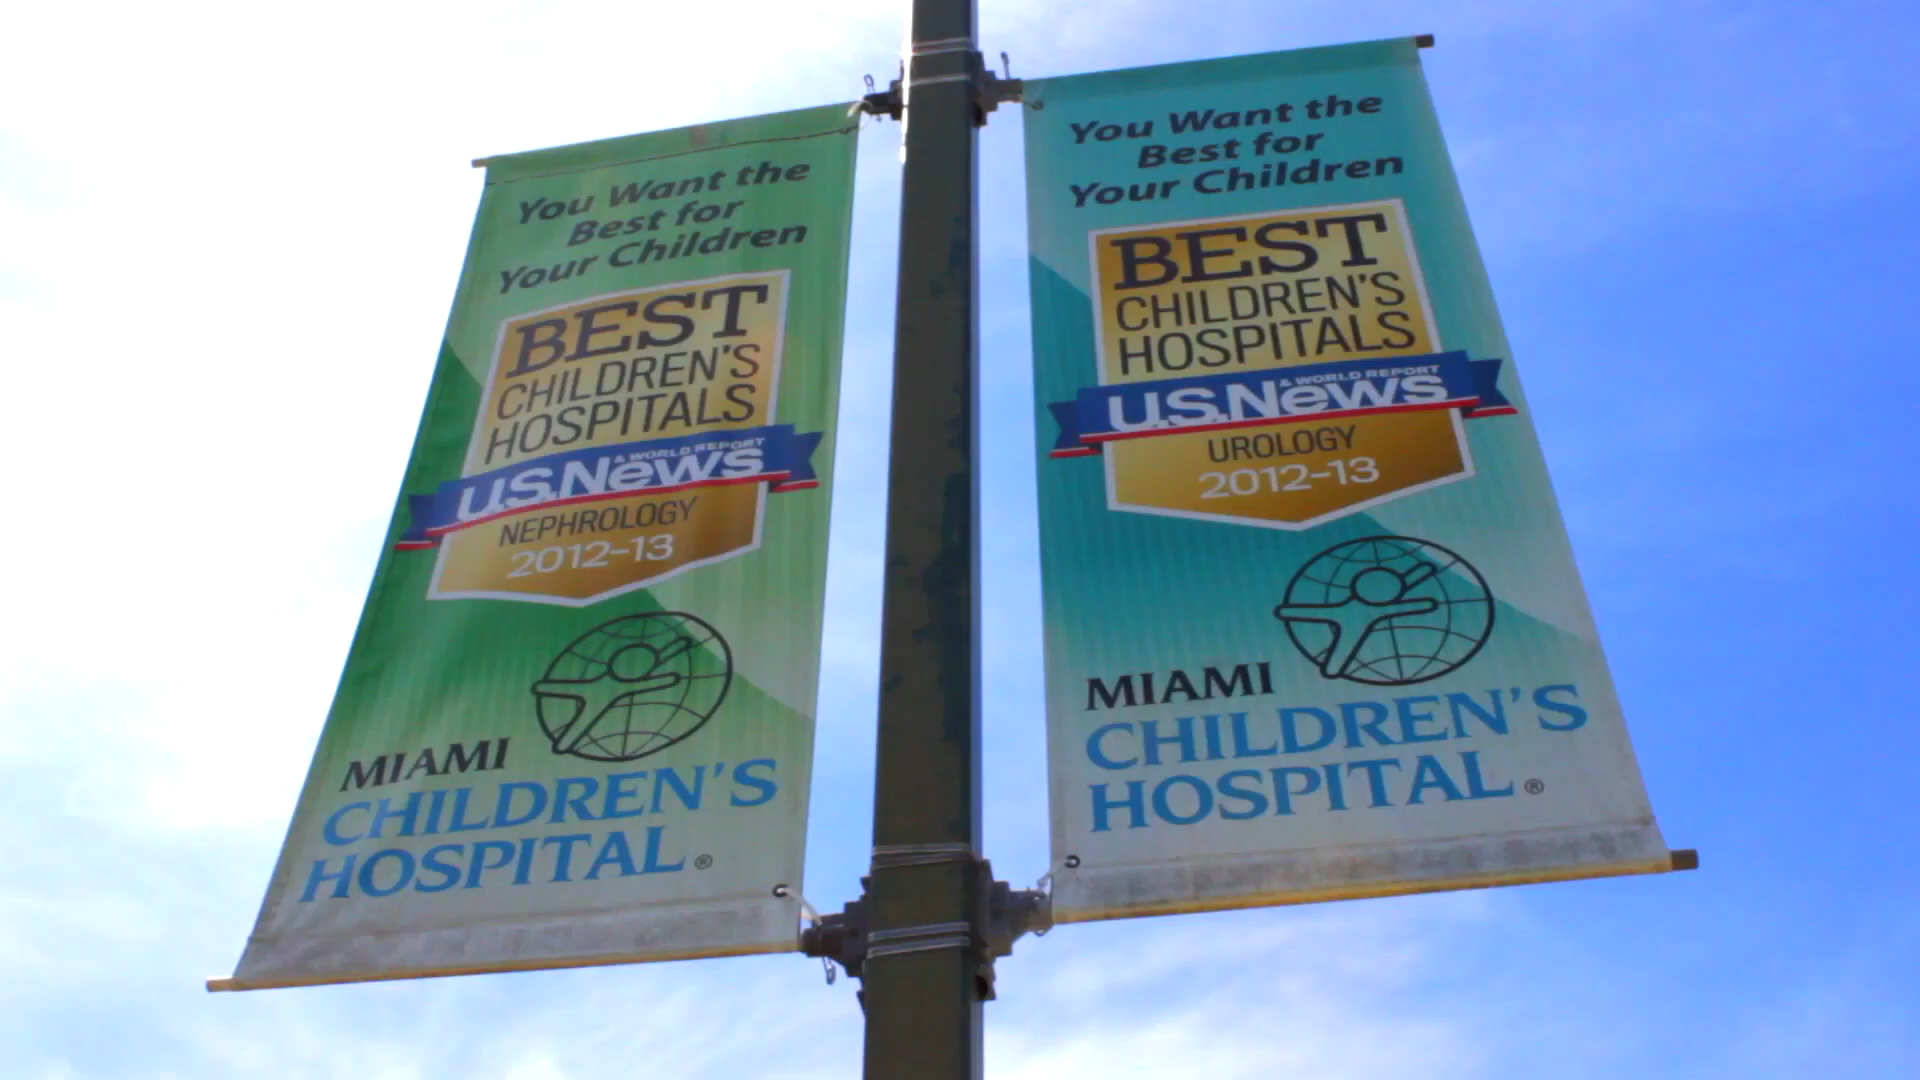 You Want the
Best for
Your Children
BEST
CHILDREN'S
HOSPITALS
& WORLD REPORT
U.S.News
NEPHROLOGY
2012-13
MIAMI
CHILDREN'S
HOSPITAL®
You Want the
Best for
Your Children
BEST
CHILDREN'S
HOSPITALS
& WORLD REPORT
U.S.News
UROLOGY
2012-13
MIAMI
CHILDREN'S
HOSPITAL®